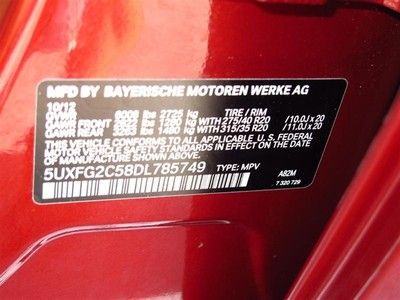 MFD BY BAYERISCHE MOTOREN WERKE AG
10/12
GVWR 6008 lbs 2725 kg TIRE / RIM
GAWR FRONT lbs kg WITH 275/40 R20 /10.0J x 20
GAWR REAR 3263 lbs 1480 kg WITH 315/35 R20 /11.0J x 20
THIS VEHICLE CONFORMS TO ALL APPLICABLE U. S. FEDERAL
MOTOR VEHICLE SAFETY STANDARDS IN EFFECT
ON THE DATE OF MANUFACTURE SHOWN ABOVE.
5UXFG2C58DL785749 TYPE: MPV
A82M
7 320 729